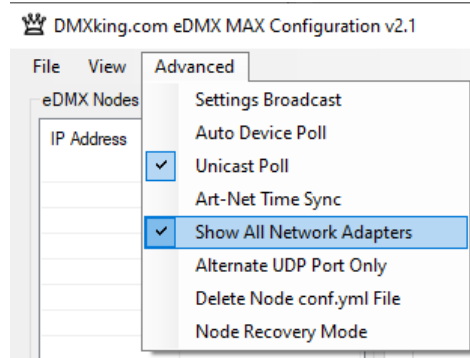 DMXking.com eDMX MAX Configuration v2.1
File View Advanced
eDMX Nodes
IP Address
Settings Broadcast
Auto Device Poll
Unicast Poll
Art-Net Time Sync
Show All Network Adapters
Alternate UDP Port Only
Delete Node conf.yml File
Node Recovery Mode